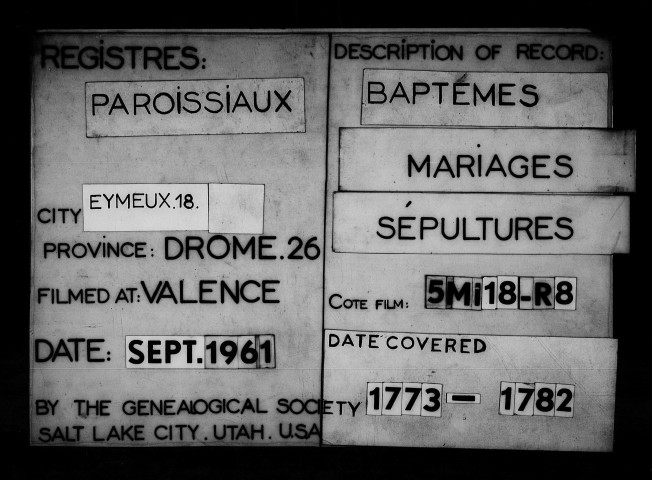 REGISTRES:
PAROISSIAUX
CITY EYMEUX.18.
PROVINCE: DROME.26
FILMED AT: VALENCE
DATE: SEPT.1961
DESCRIPTION OF RECORD:
BAPTEMES
MARIAGES
SÉPULTURES
COTE FILM: 5Mi18-R8
DATE COVERED
1773 - 1782
BY THE GENEALOGICAL SOCIETY
SALT LAKE CITY. UTAH. U.S.A